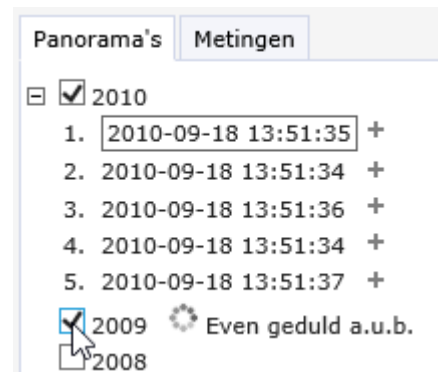 Panorama's Metingen
2010
1. 2010-09-18 13:51:35 +
2. 2010-09-18 13:51:34 +
3. 2010-09-18 13:51:36 +
4. 2010-09-18 13:51:34 +
5. 2010-09-18 13:51:37 +
2009 Even geduld a.u.b.
2008